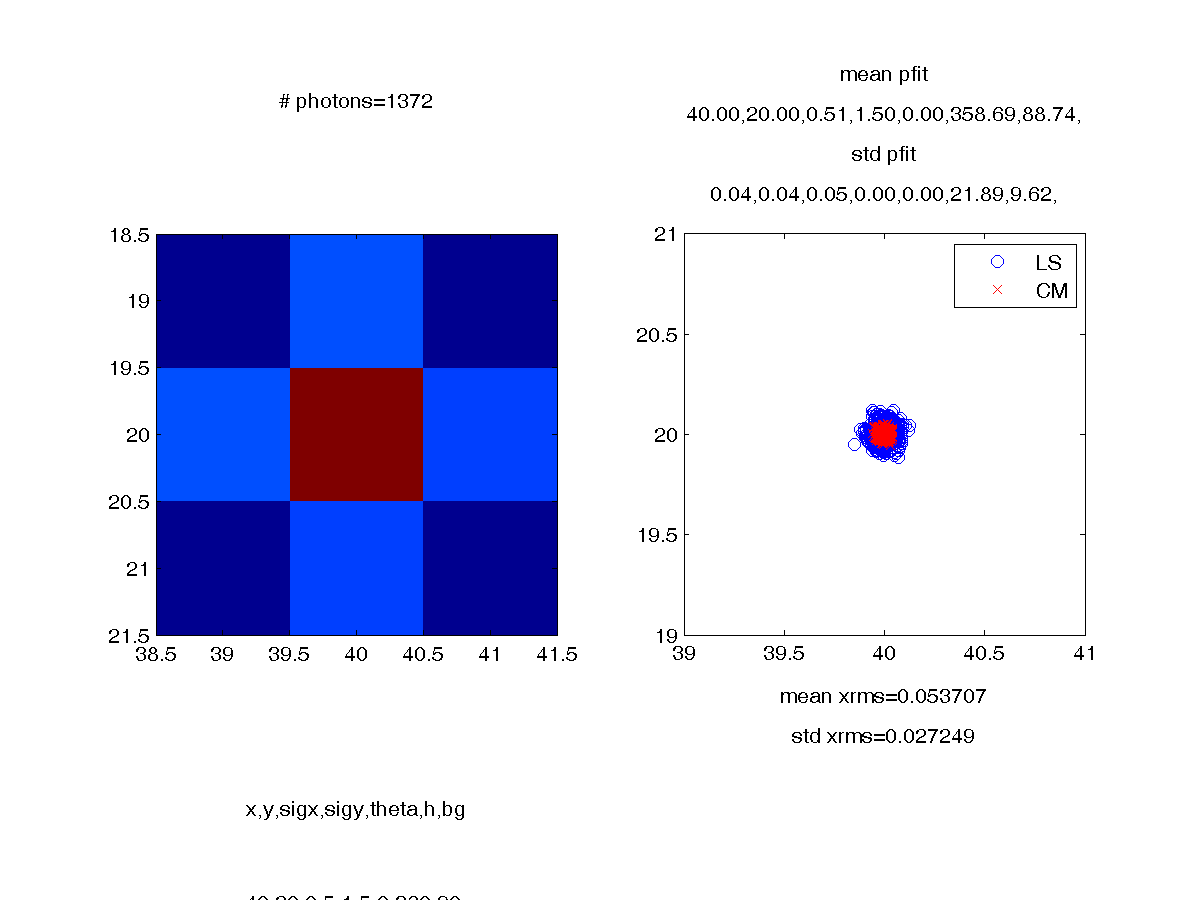 # photons=1372
18.5
19
19.5
20
20.5
21
21.5
38.5 39 39.5 40 40.5 41 41.5
x,y,sigx,sigy,theta,h,bg
mean pfit
40.00,20.00,0.51,1.50,0.00,358.69,88.74,
std pfit
0.04,0.04,0.05,0.00,0.00,21.89,9.62,
21
20.5
20
19.5
19
LS
CM
39 39.5 40 40.5 41
mean xrms=0.053707
std xrms=0.027249